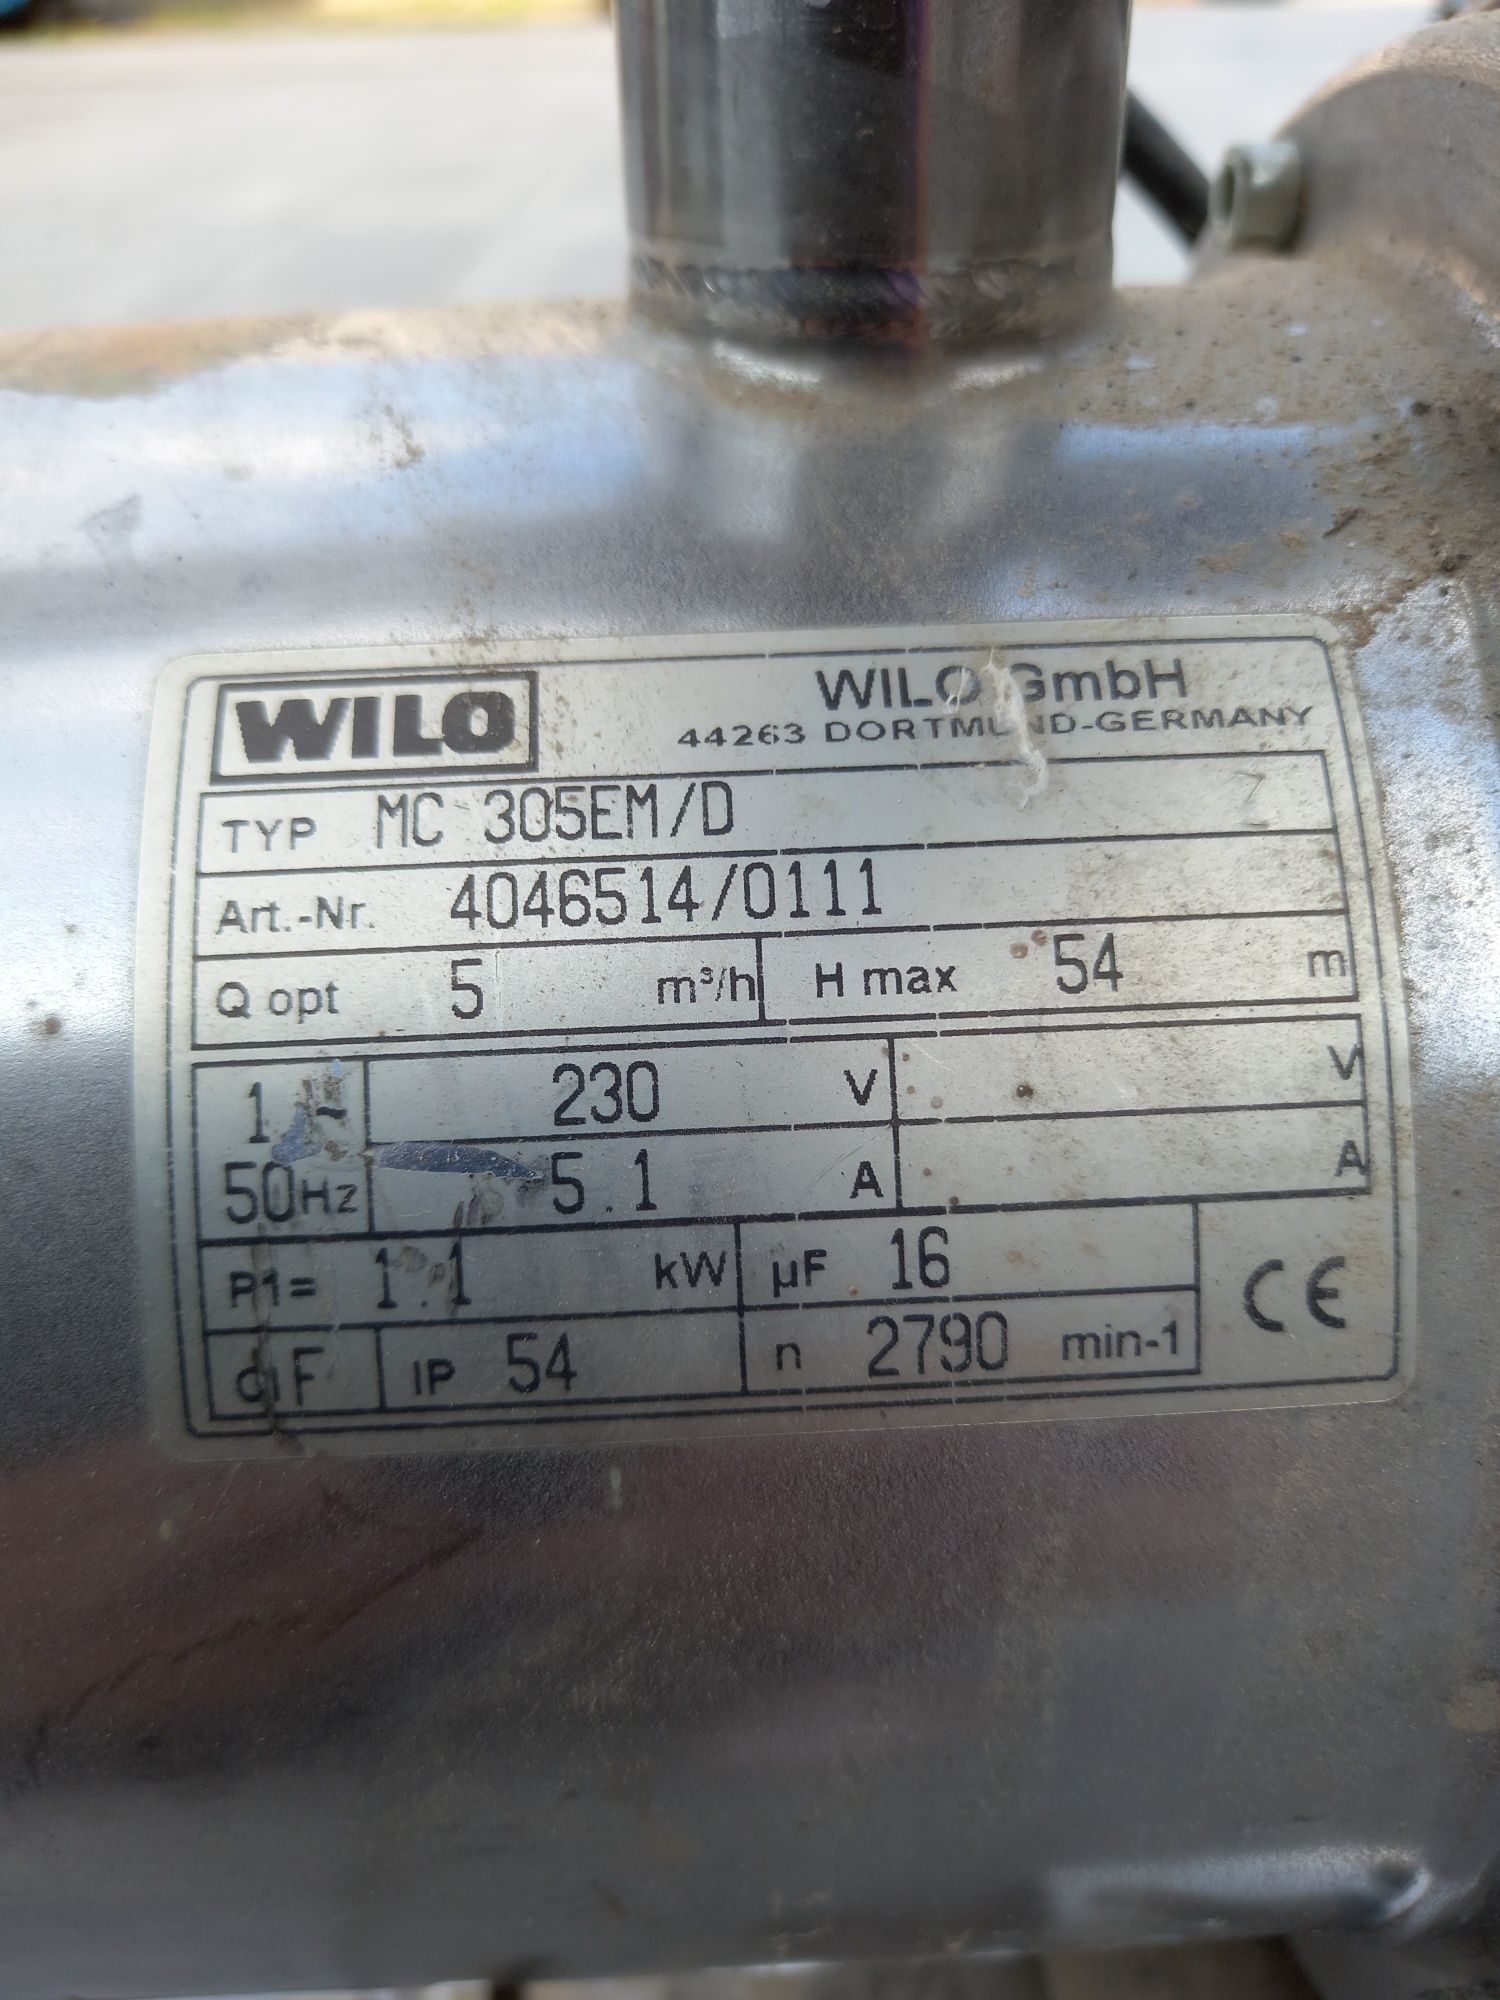 WILO
WILO GmbH
44263 DORTMUND-GERMANY
TYP MC 305EM/D
Art.-Nr. 4046514/0111
Q opt 5 m³/h H max 54 m
1 ~ 230 V V
50Hz 5.1 A A
P1= 1.1 kW µF 16
F IP 54 n 2790 min-1
CE